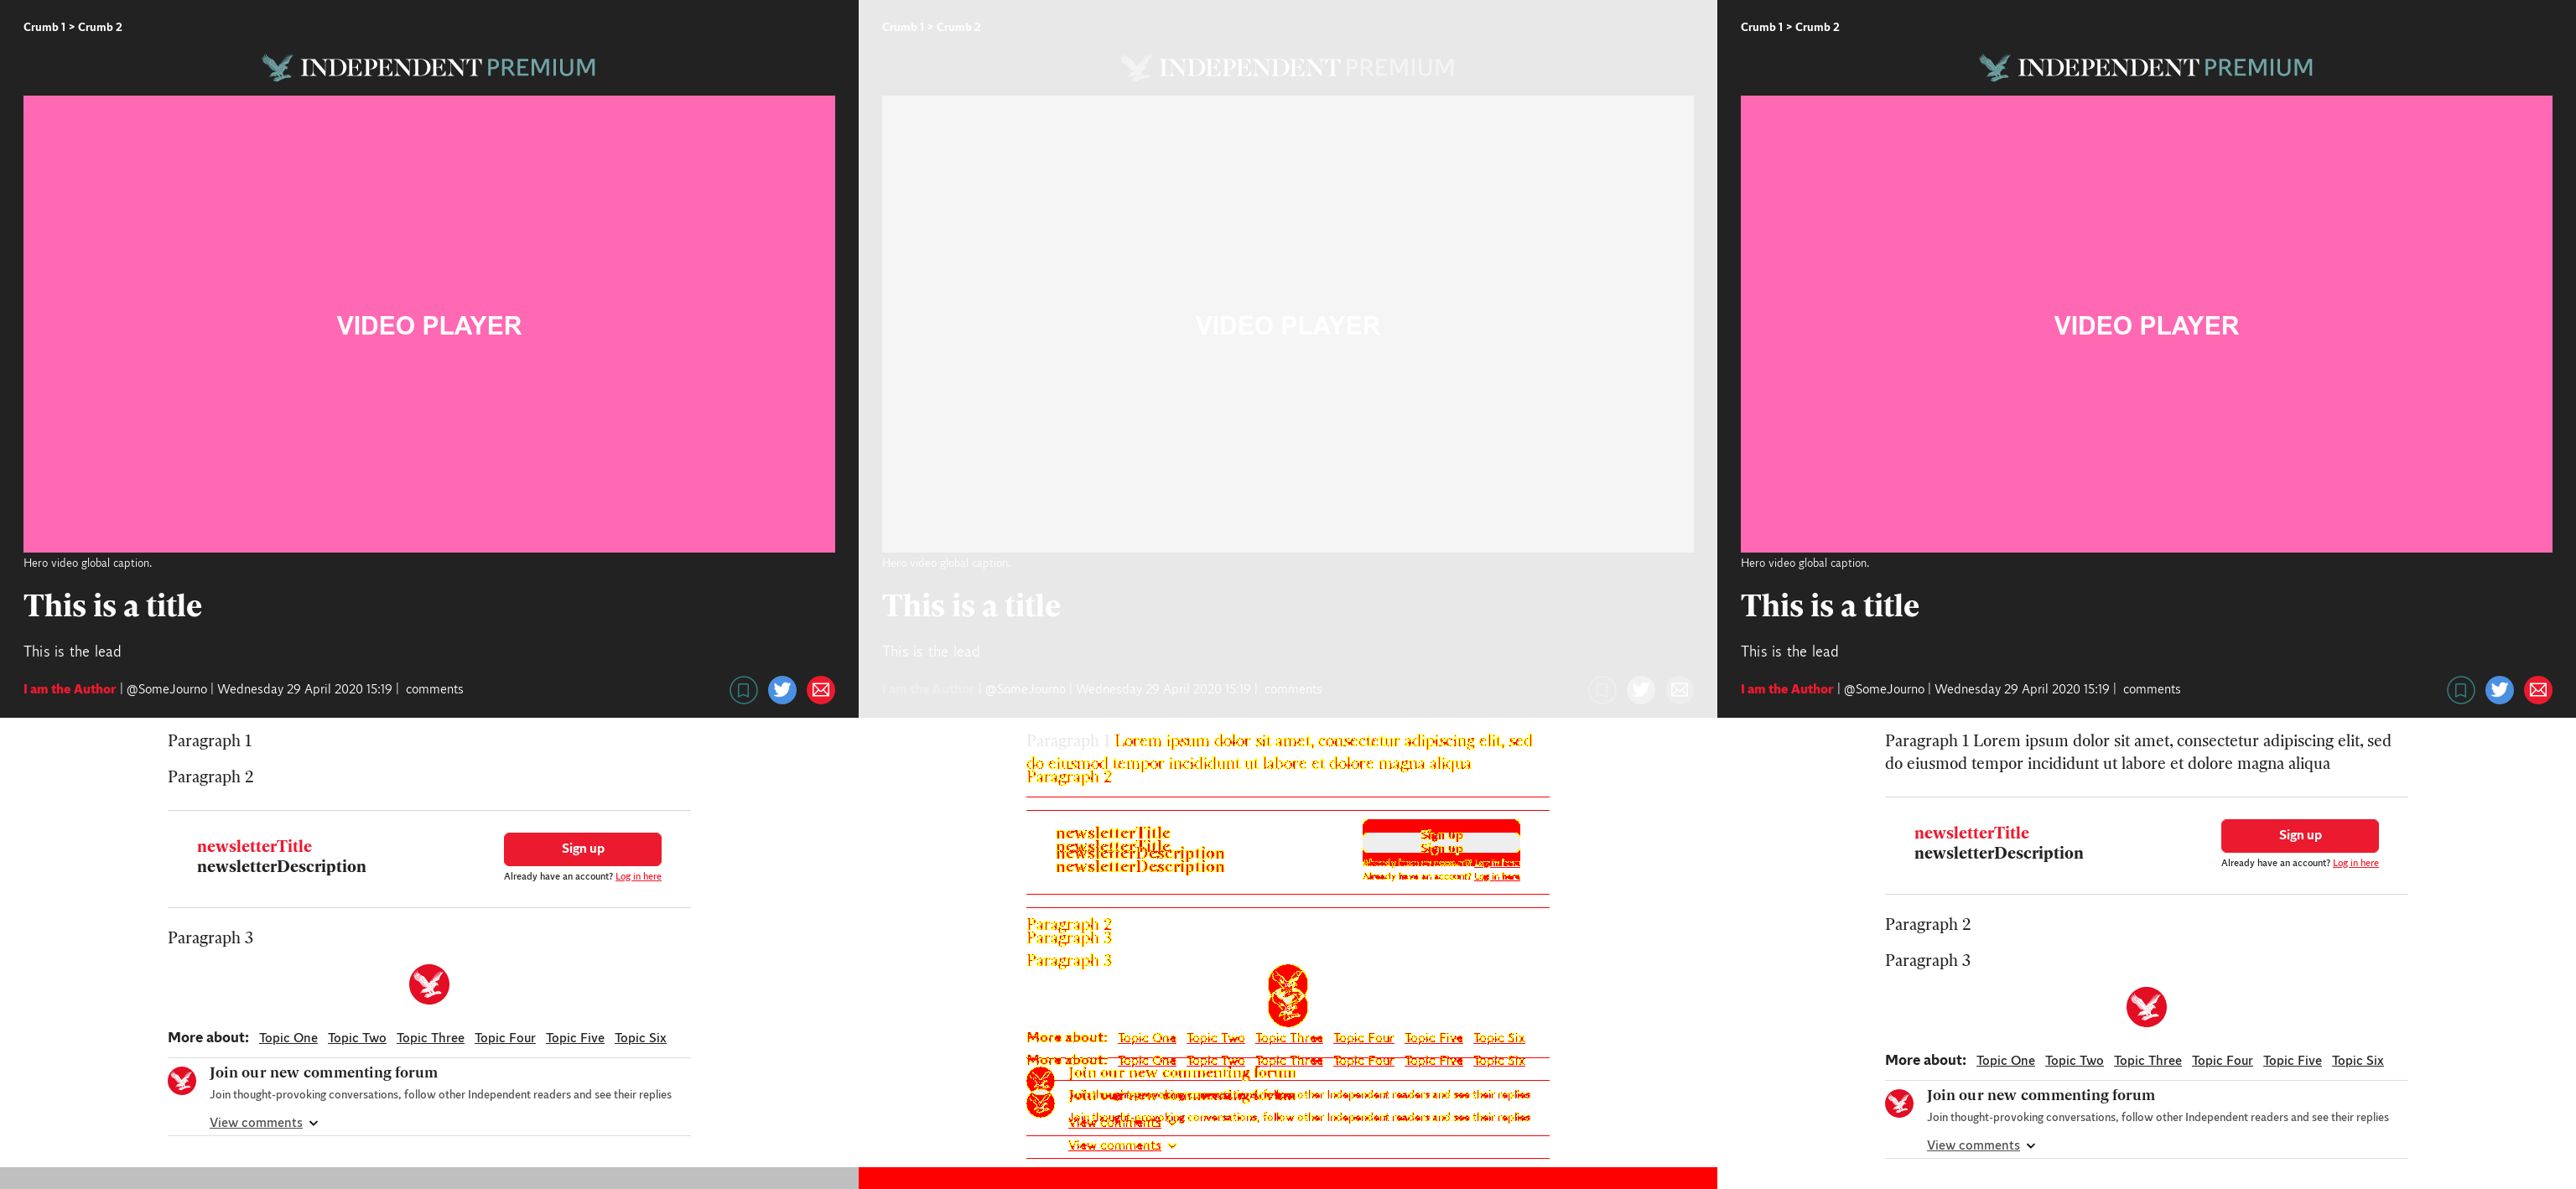 Crumb 1 > Crumb 2
INDEPENDENT PREMIUM
VIDEO PLAYER
Hero video global caption.
This is a title
This is the lead
I am the Author | @SomeJourno | Wednesday 29 April 2020 15:19 | comments
Paragraph 1
Paragraph 2
newsletterTitle
newsletterDescription
Sign up
Already have an account? Log in here
Paragraph 3
More about: Topic One Topic Two Topic Three Topic Four Topic Five Topic Six
Join our new commenting forum
Join thought-provoking conversations, follow other Independent readers and see their replies
View comments
Crumb 1 > Crumb 2
INDEPENDENT PREMIUM
VIDEO PLAYER
Hero video global caption.
This is a title
This is the lead
I am the Author | @SomeJourno | Wednesday 29 April 2020 15:19 | comments
Paragraph 1 Lorem ipsum dolor sit amet, consectetur adipiscing elit, sed
do eiusmod tempor incididunt ut labore et dolore magna aliqua
Paragraph 2
newsletterTitle
newsletterTitle
newsletterDescription
newsletterDescription
Sign up
Sign up
Already have an account? Log in here
Already have an account? Log in here
Paragraph 2
Paragraph 3
Paragraph 3
More about: Topic One Topic Two Topic Three Topic Four Topic Five Topic Six
More about: Topic One Topic Two Topic Three Topic Four Topic Five Topic Six
Join our new commenting forum
Join thought-provoking conversations, follow other Independent readers and see their replies
Join our new commenting forum
Join thought-provoking conversations, follow other Independent readers and see their replies
View comments
View comments
Crumb 1 > Crumb 2
INDEPENDENT PREMIUM
VIDEO PLAYER
Hero video global caption.
This is a title
This is the lead
I am the Author | @SomeJourno | Wednesday 29 April 2020 15:19 | comments
Paragraph 1 Lorem ipsum dolor sit amet, consectetur adipiscing elit, sed
do eiusmod tempor incididunt ut labore et dolore magna aliqua
newsletterTitle
newsletterDescription
Sign up
Already have an account? Log in here
Paragraph 2
Paragraph 3
More about: Topic One Topic Two Topic Three Topic Four Topic Five Topic Six
Join our new commenting forum
Join thought-provoking conversations, follow other Independent readers and see their replies
View comments